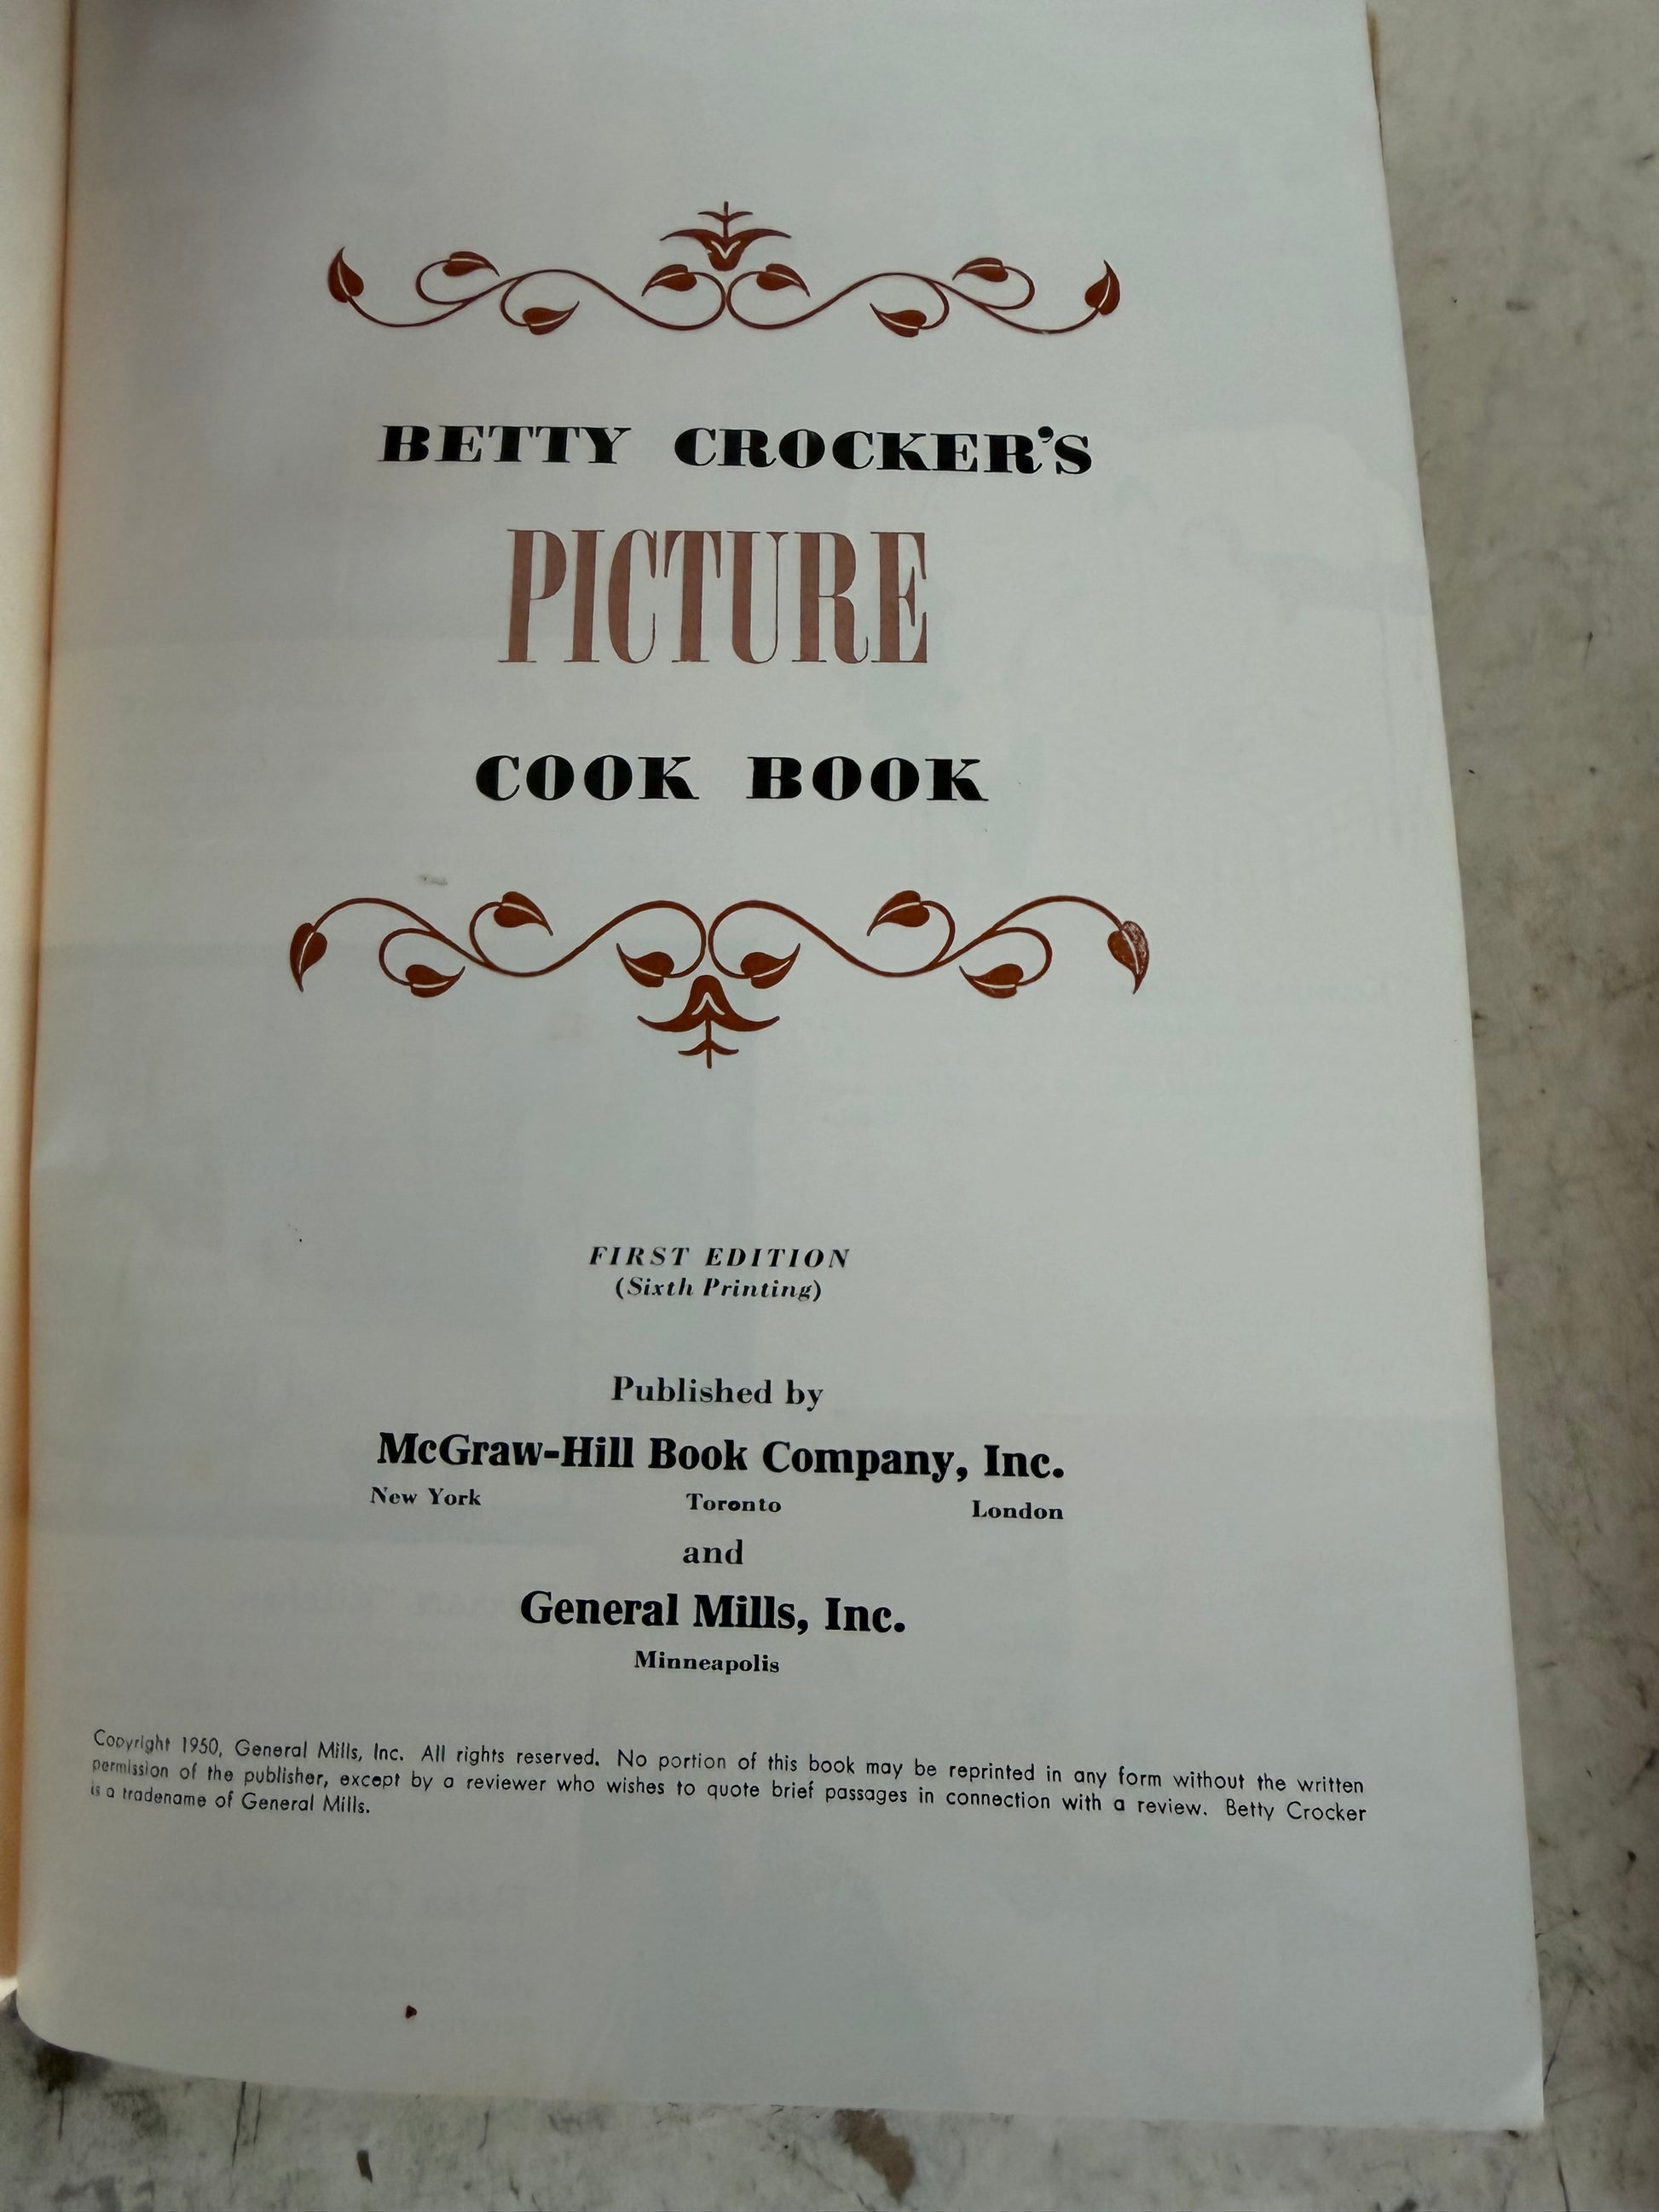 BETTY CROCKER'S
PICTURE
COOK BOOK
FIRST EDITION
(Sixth Printing)
Published by
McGraw-Hill Book Company, Inc.
New York Toronto London
and
General Mills, Inc.
Minneapolis
Copyright 1950, General Mills, Inc. All rights reserved. No portion of this book may be reprinted in any form without the written
permission of the publisher, except by a reviewer who wishes to quote brief passages in connection with a review. Betty Crocker
is a tradename of General Mills.